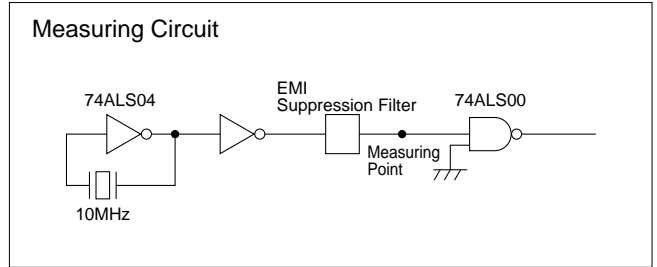 Measuring Circuit
EMI
Suppression Filter
74ALS04
74ALS00
Measuring
Point
10MHz